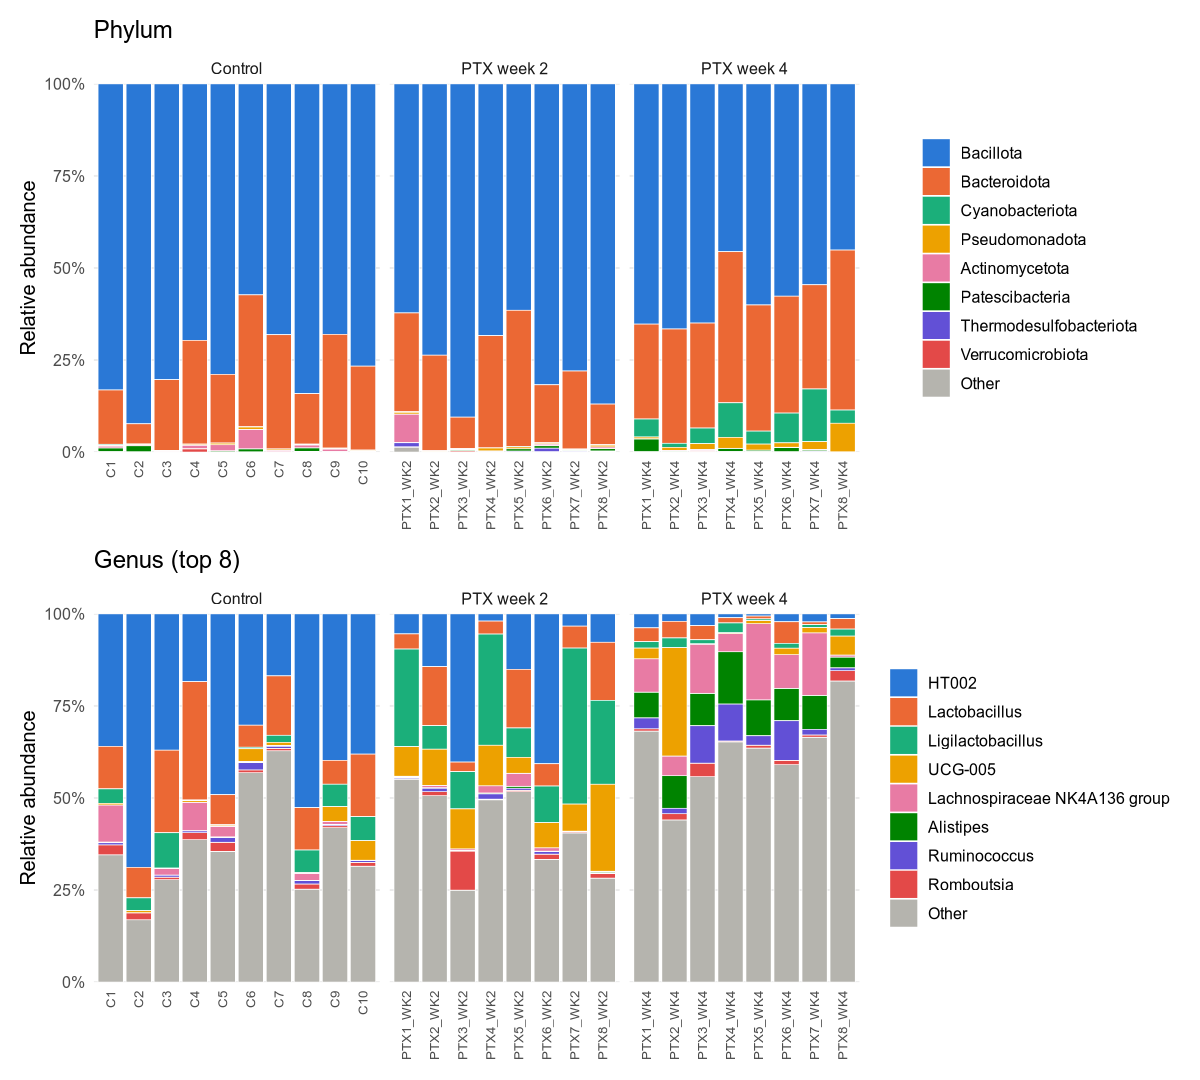 Phylum
Control PTX week 2 PTX week 4
Relative abundance
100%
75%
50%
25%
0%
C1 C2 C3 C4 C5 C6 C7 C8 C9 C10 PTX1_WK2 PTX2_WK2 PTX3_WK2 PTX4_WK2 PTX5_WK2 PTX6_WK2 PTX7_WK2 PTX8_WK2 PTX1_WK4 PTX2_WK4 PTX3_WK4 PTX4_WK4 PTX5_WK4 PTX6_WK4 PTX7_WK4 PTX8_WK4
Bacillota
Bacteroidota
Cyanobacteriota
Pseudomonadota
Actinomycetota
Patescibacteria
Thermodesulfobacteriota
Verrucomicrobiota
Other
Genus (top 8)
Control PTX week 2 PTX week 4
Relative abundance
100%
75%
50%
25%
0%
C1 C2 C3 C4 C5 C6 C7 C8 C9 C10 PTX1_WK2 PTX2_WK2 PTX3_WK2 PTX4_WK2 PTX5_WK2 PTX6_WK2 PTX7_WK2 PTX8_WK2 PTX1_WK4 PTX2_WK4 PTX3_WK4 PTX4_WK4 PTX5_WK4 PTX6_WK4 PTX7_WK4 PTX8_WK4
HT002
Lactobacillus
Ligilactobacillus
UCG-005
Lachnospiraceae NK4A136 group
Alistipes
Ruminococcus
Romboutsia
Other